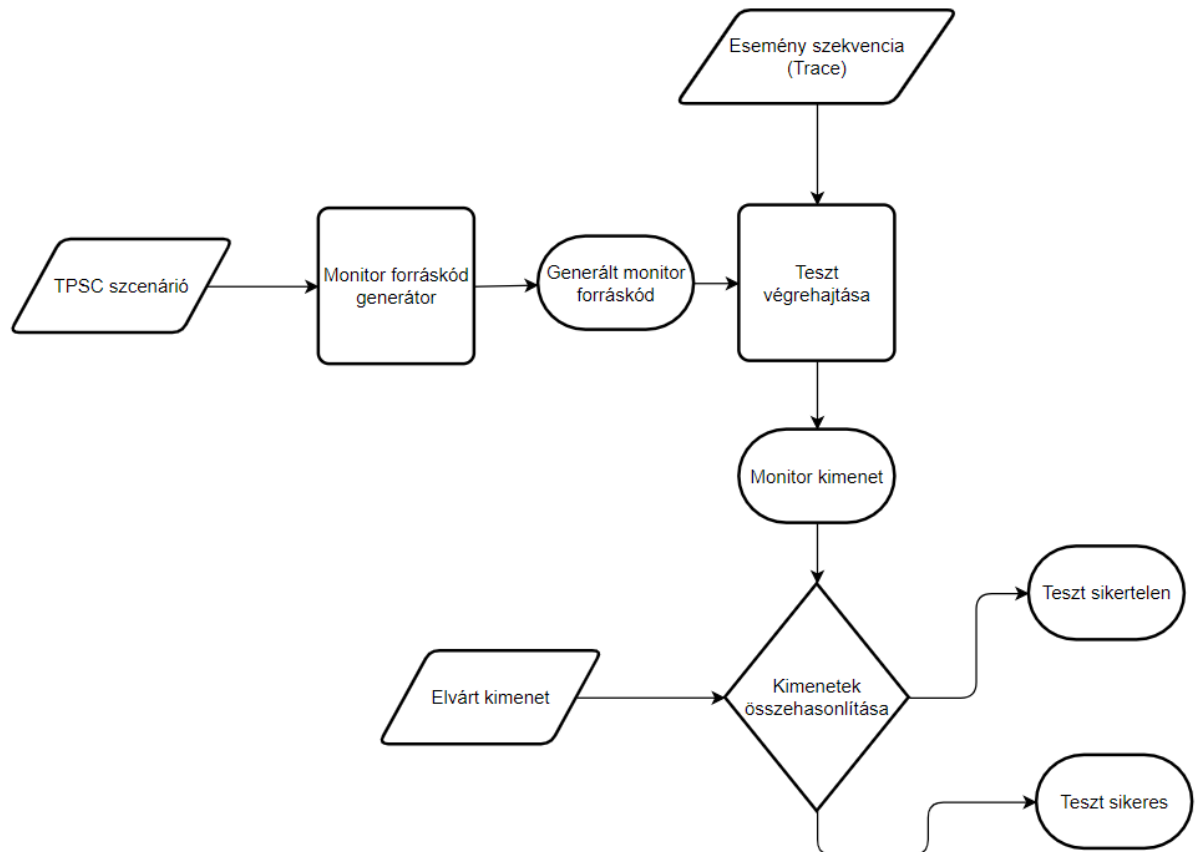 Esemény szekvencia
(Trace)
TPSC szcenárió
Monitor forráskód
generátor
Generált monitor
forráskód
Teszt
végrehajtása
Monitor kimenet
Teszt sikertelen
Elvárt kimenet
Kimenetek
összehasonlítása
Teszt sikeres